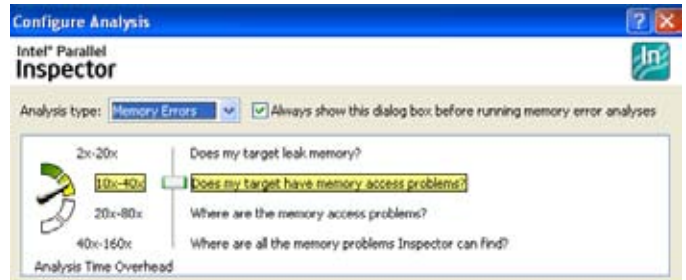 Configure Analysis
Intel® Parallel
Inspector
In
Analysis type: Memory Errors Always show this dialog box before running memory error analyses
2x-20x Does my target leak memory?
10x-40x Does my target have memory access problems?
20x-80x Where are the memory access problems?
40x-160x Where are all the memory problems Inspector can find?
Analysis Time Overhead